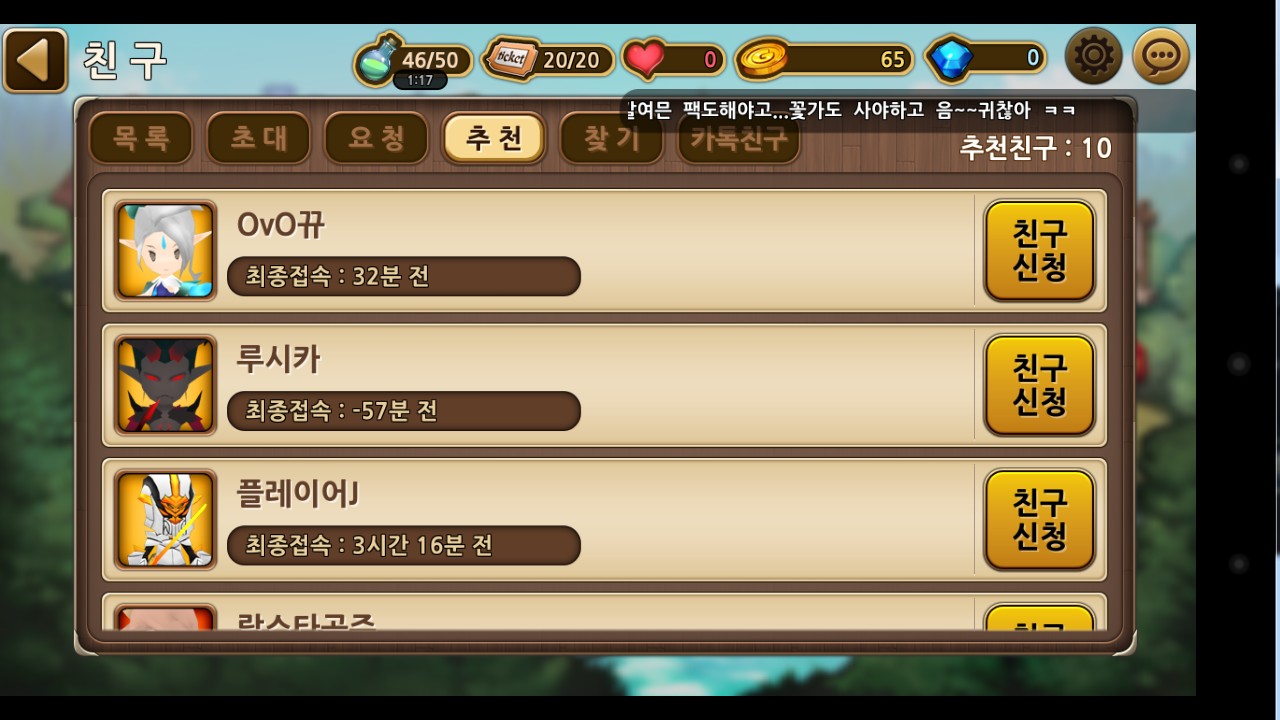 친구
46/50
1:17
ticket
20/20
0
65
0
팩도해야고...꽃가도 사야하고 음~~귀찮아 ㅋㅋ
목록
초대
요청
추천
찾기
카톡친구
추천친구 : 10
OvO뀨
최종접속 : 32분 전
친구
신청
루시카
최종접속 : -57분 전
친구
신청
플레이어J
최종접속 : 3시간 16분 전
친구
신청